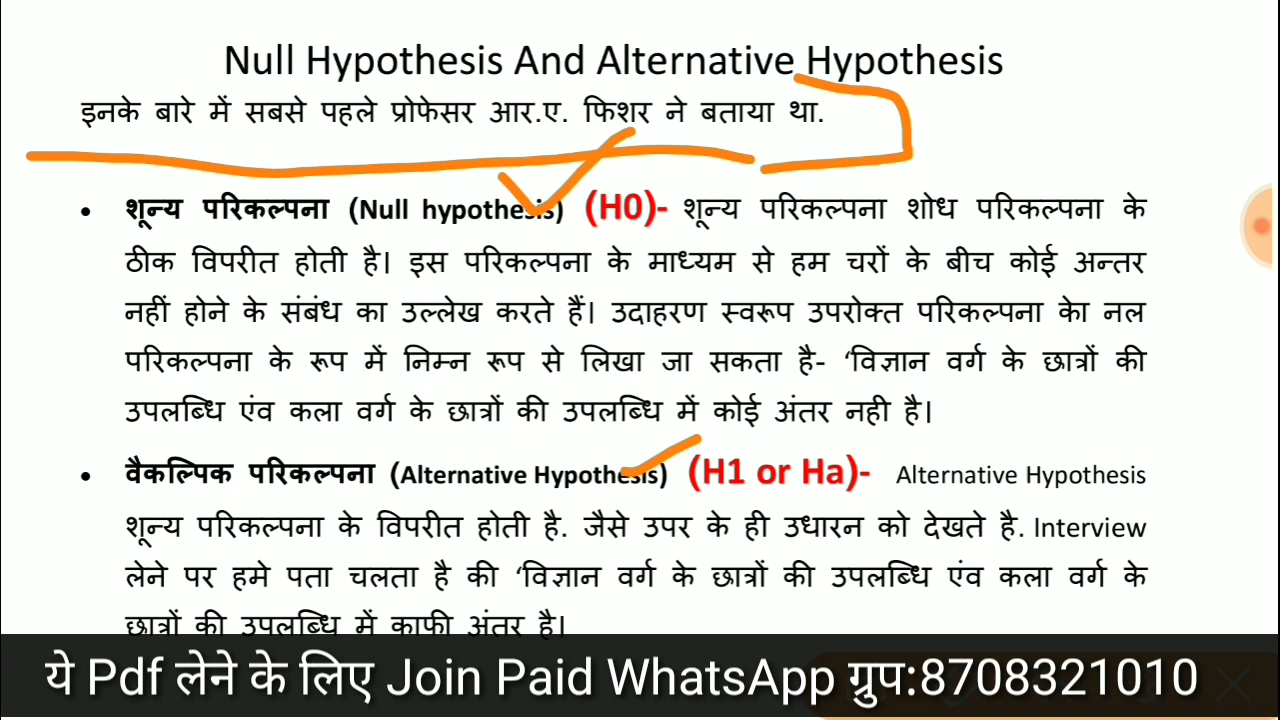 Null Hypothesis And Alternative Hypothesis
इनके बारे में सबसे पहले प्रोफेसर आर.ए. फिशर ने बताया था.
• शून्य परिकल्पना (Null hypothesis) (H0)- शून्य परिकल्पना शोध परिकल्पना के
ठीक विपरीत होती है। इस परिकल्पना के माध्यम से हम चरों के बीच कोई अन्तर
नहीं होने के संबंध का उल्लेख करते हैं। उदाहरण स्वरूप उपरोक्त परिकल्पना केा नल
परिकल्पना के रूप में निम्न रूप से लिखा जा सकता है- ‘विज्ञान वर्ग के छात्रों की
उपलब्धि एंव कला वर्ग के छात्रों की उपलब्धि में कोई अंतर नही है।
• वैकल्पिक परिकल्पना (Alternative Hypothesis) (H1 or Ha)- Alternative Hypothesis
शून्य परिकल्पना के विपरीत होती है. जैसे उपर के ही उधारन को देखते है. Interview
लेने पर हमे पता चलता है की ‘विज्ञान वर्ग के छात्रों की उपलब्धि एंव कला वर्ग के
छात्रों की उपलब्धि में काफी अंतर है।
ये Pdf लेने के लिए Join Paid WhatsApp ग्रुप:8708321010